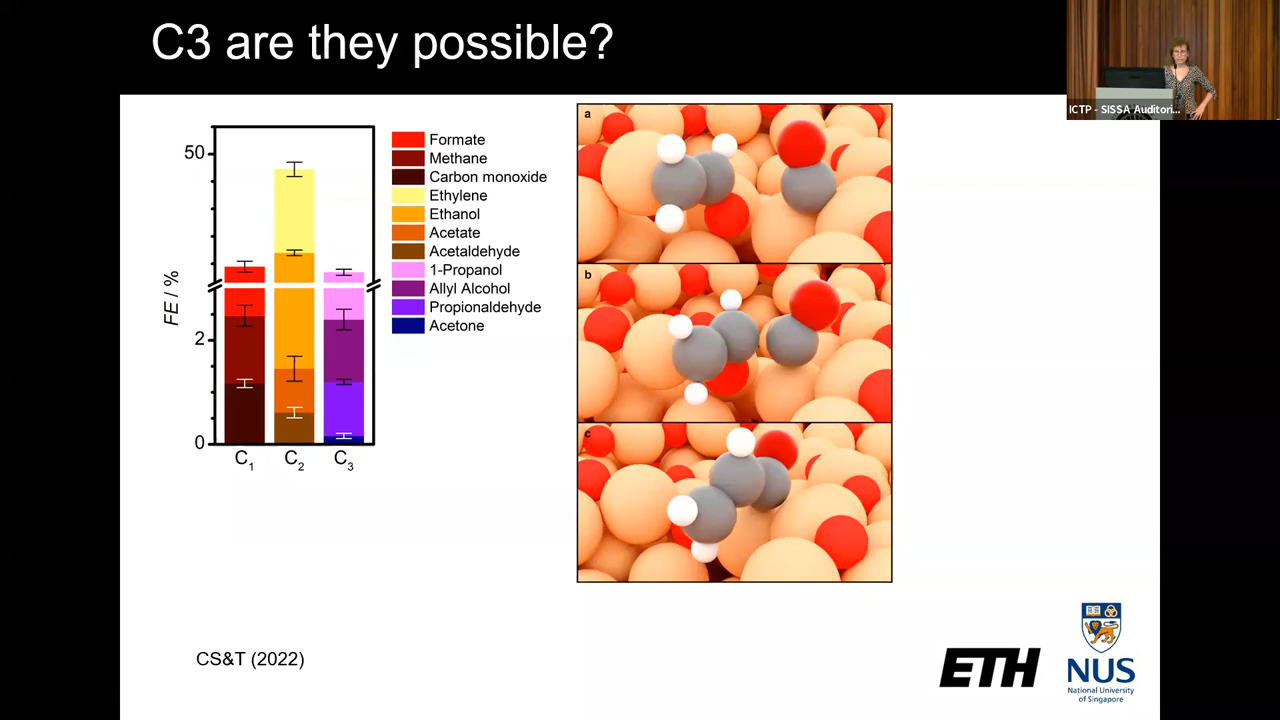 C3 are they possible?
ICTP - SISSA Auditori...
50
2
0
FE / %
C1
C2
C3
Formate
Methane
Carbon monoxide
Ethylene
Ethanol
Acetate
Acetaldehyde
1-Propanol
Allyl Alcohol
Propionaldehyde
Acetone
a
b
c
CS&T (2022)
ETH
NUS
National University
of Singapore